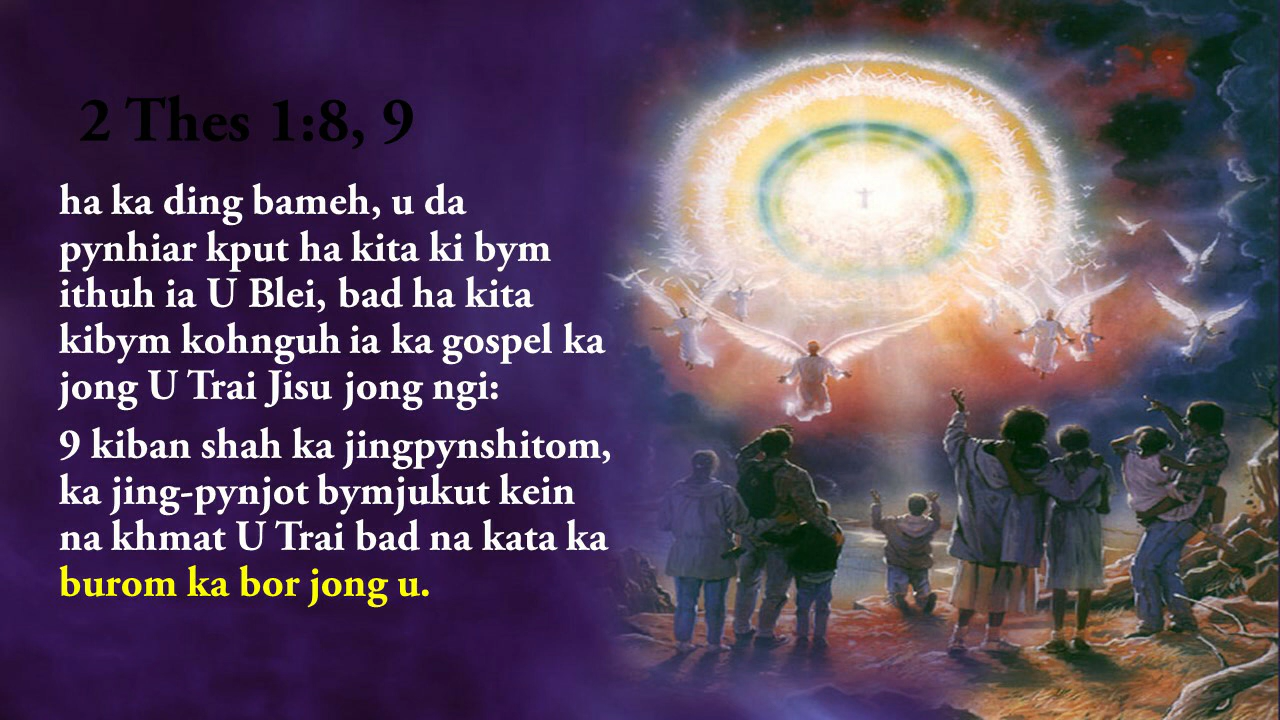 2 Thes 1:8, 9
ha ka ding bameh, u da
pynhiar kput ha kita ki bym
ithuh ia U Blei, bad ha kita
kibym kohnguh ia ka gospel ka
jong U Trai Jisu jong ngi:
9 kiban shah ka jingpynshitom,
ka jing-pynjot bymjukut kein
na khmat U Trai bad na kata ka
burom ka bor jong u.